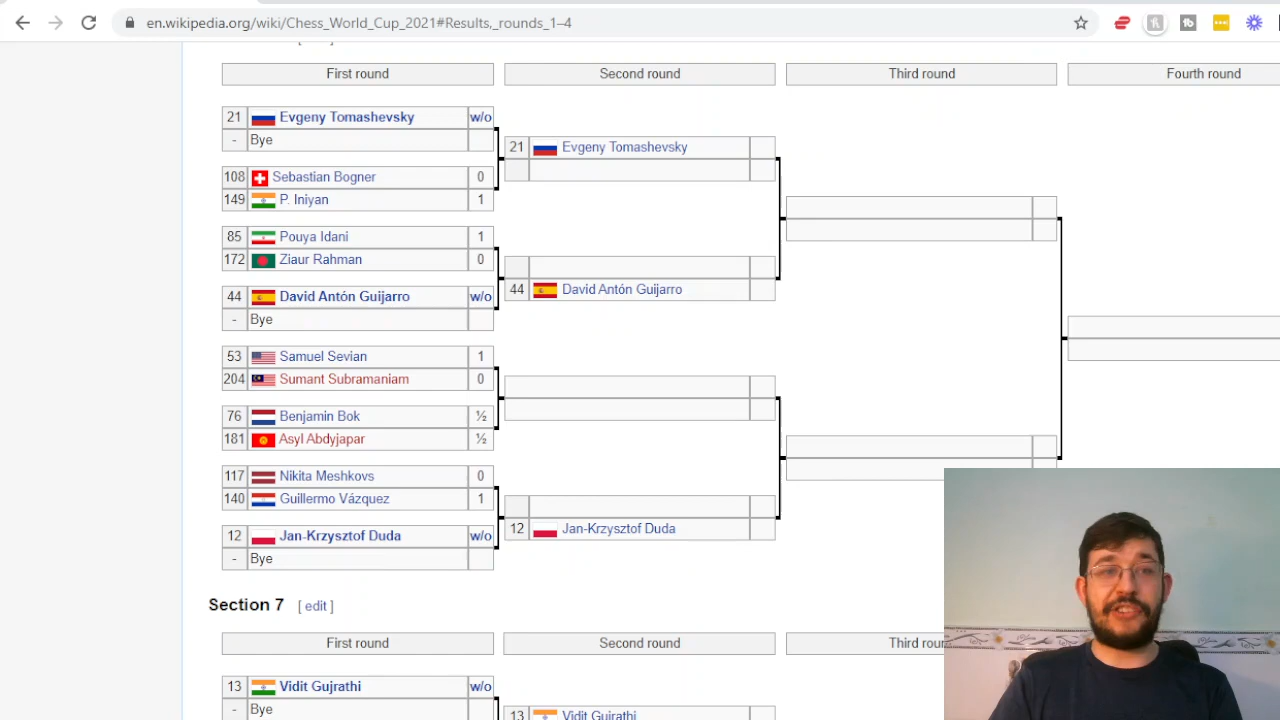 en.wikipedia.org/wiki/Chess_World_Cup_2021#Results,_rounds_1–4
First round Second round Third round Fourth round
21 Evgeny Tomashevsky w/o
- Bye
21 Evgeny Tomashevsky
108 Sebastian Bogner 0
149 P. Iniyan 1
85 Pouya Idani 1
172 Ziaur Rahman 0
44 David Antón Guijarro
44 David Antón Guijarro w/o
- Bye
53 Samuel Sevian 1
204 Sumant Subramaniam 0
76 Benjamin Bok ½
181 Asyl Abdyjapar ½
117 Nikita Meshkovs 0
140 Guillermo Vázquez 1
12 Jan-Krzysztof Duda
12 Jan-Krzysztof Duda w/o
- Bye
Section 7 [ edit ]
First round Second round
13 Vidit Gujrathi w/o
- Bye
13 Vidit Gujrathi